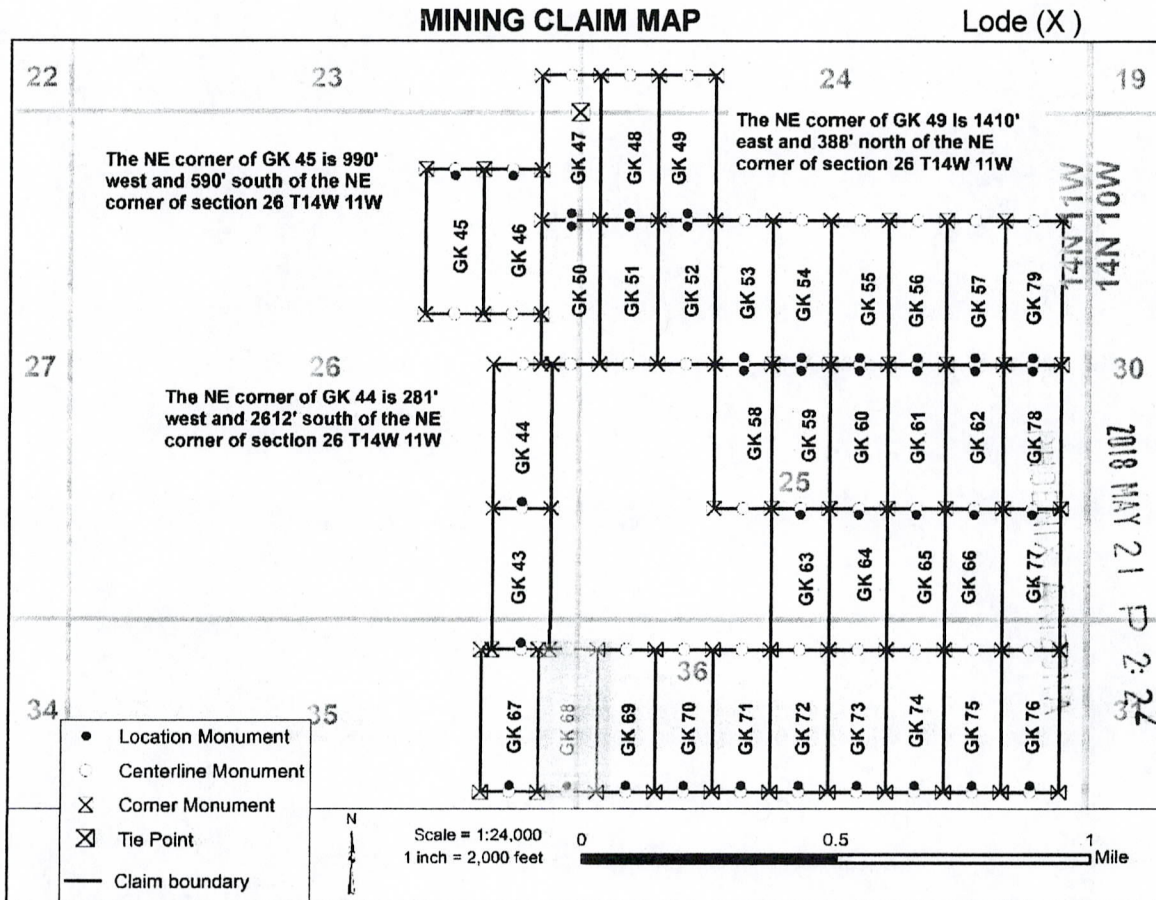 MINING CLAIM MAP
Lode (X )
22
23
24
19
The NE corner of GK 45 is 990'
west and 590' south of the NE
corner of section 26 T14W 11W
The NE corner of GK 49 Is 1410'
east and 388' north of the NE
corner of section 26 T14W 11W
GK 47
GK 48
GK 49
14N 11W
14N 10W
GK 45
GK 46
GK 50
GK 51
GK 52
GK 53
GK 54
GK 55
GK 56
GK 57
GK 79
27
26
30
The NE corner of GK 44 is 281'
west and 2612' south of the NE
corner of section 26 T14W 11W
GK 44
GK 58
GK 59
GK 60
GK 61
GK 62
GK 78
25
2018 MAY 21 P 2:22
GK 43
GK 63
GK 64
GK 65
GK 66
GK 77
34
35
36
GK 67
GK 68
GK 69
GK 70
GK 71
GK 72
GK 73
GK 74
GK 75
GK 76
Location Monument
Centerline Monument
Corner Monument
Tie Point
Claim boundary
N
Scale = 1:24,000
1 inch = 2,000 feet
0
0.5
1
Mile